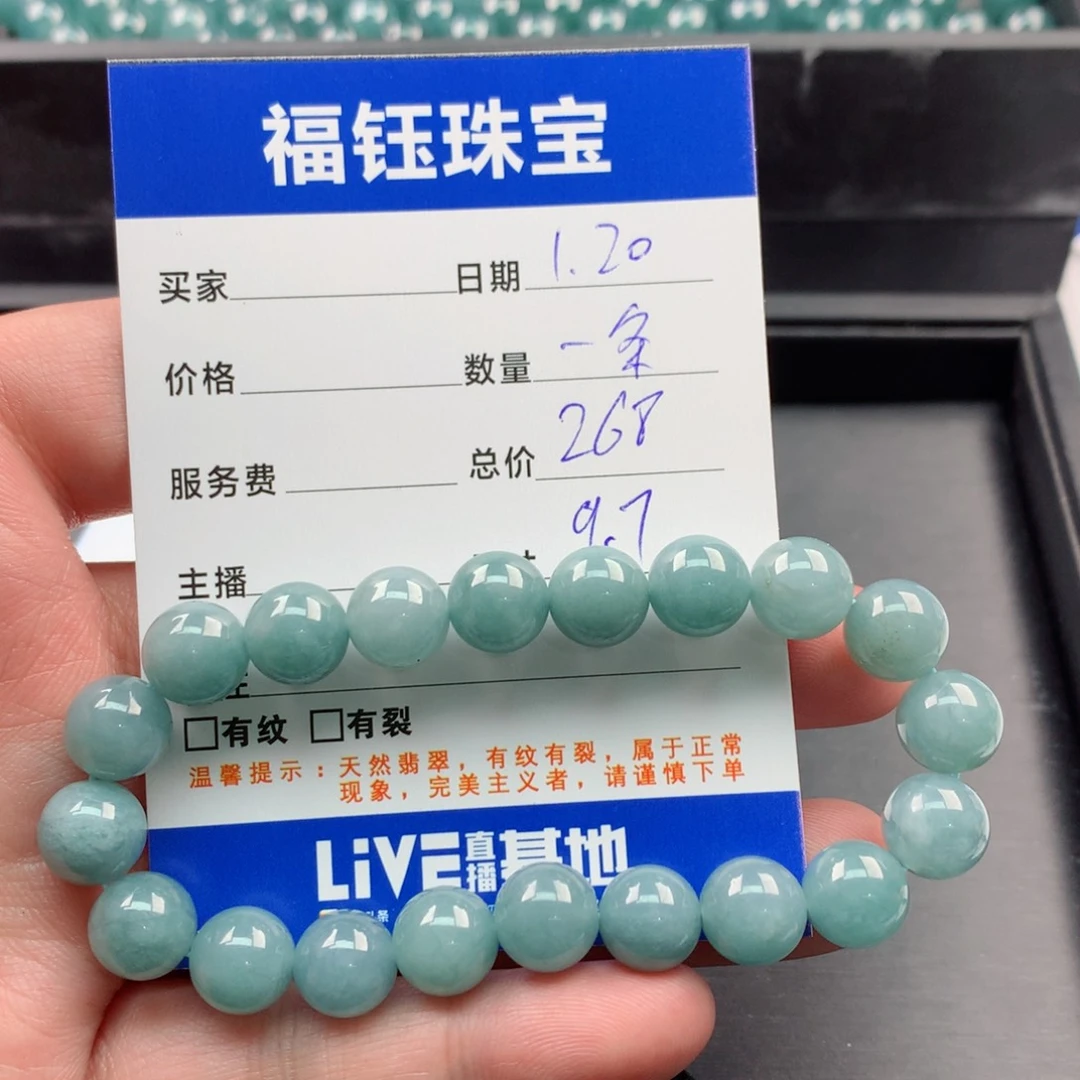 福钰珠宝
买家 日期 1.20
价格 数量 一条
服务费 总价 268
主播 9.7
□有纹 □有裂
温馨提示：天然翡翠，有纹有裂，属于正常
现象，完美主义者，请谨慎下单
LiVE直播基地